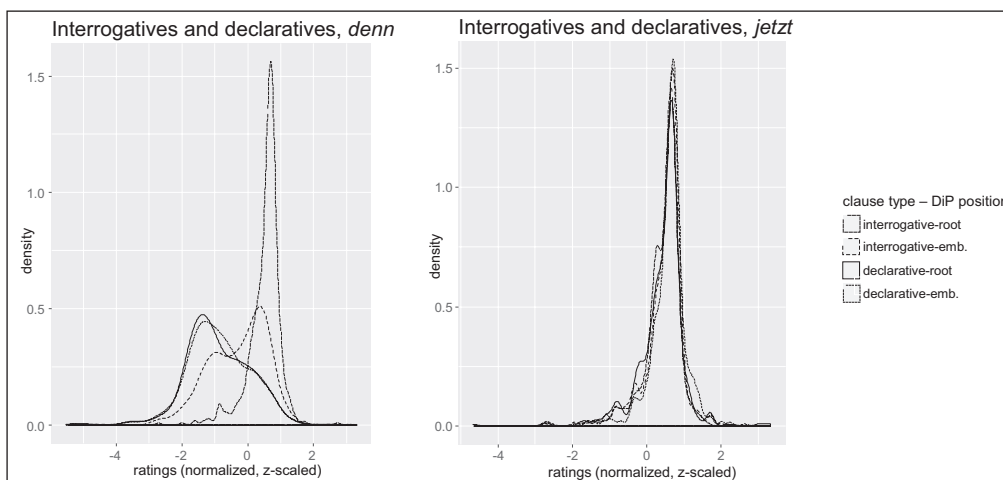 Interrogatives and declaratives, denn
1.5
1.0
0.5
0.0
density
-4
-2
0
2
ratings (normalized, z-scaled)
Interrogatives and declaratives, jetzt
1.5
1.0
0.5
0.0
density
-4
-2
0
2
ratings (normalized, z-scaled)
clause type – DiP position
interrogative-root
interrogative-emb.
declarative-root
declarative-emb.